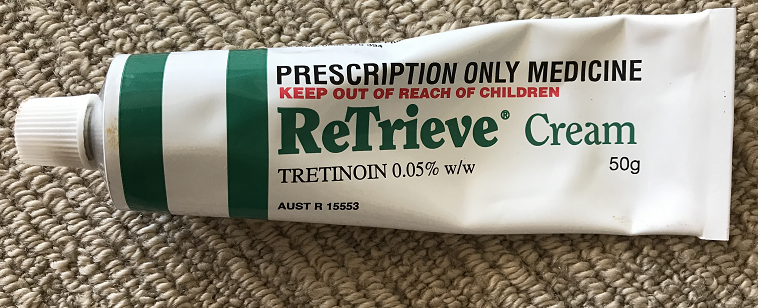 PRESCRIPTION ONLY MEDICINE
KEEP OUT OF REACH OF CHILDREN
ReTrieve® Cream
TRETINOIN 0.05% w/w
50g
AUST R 15553